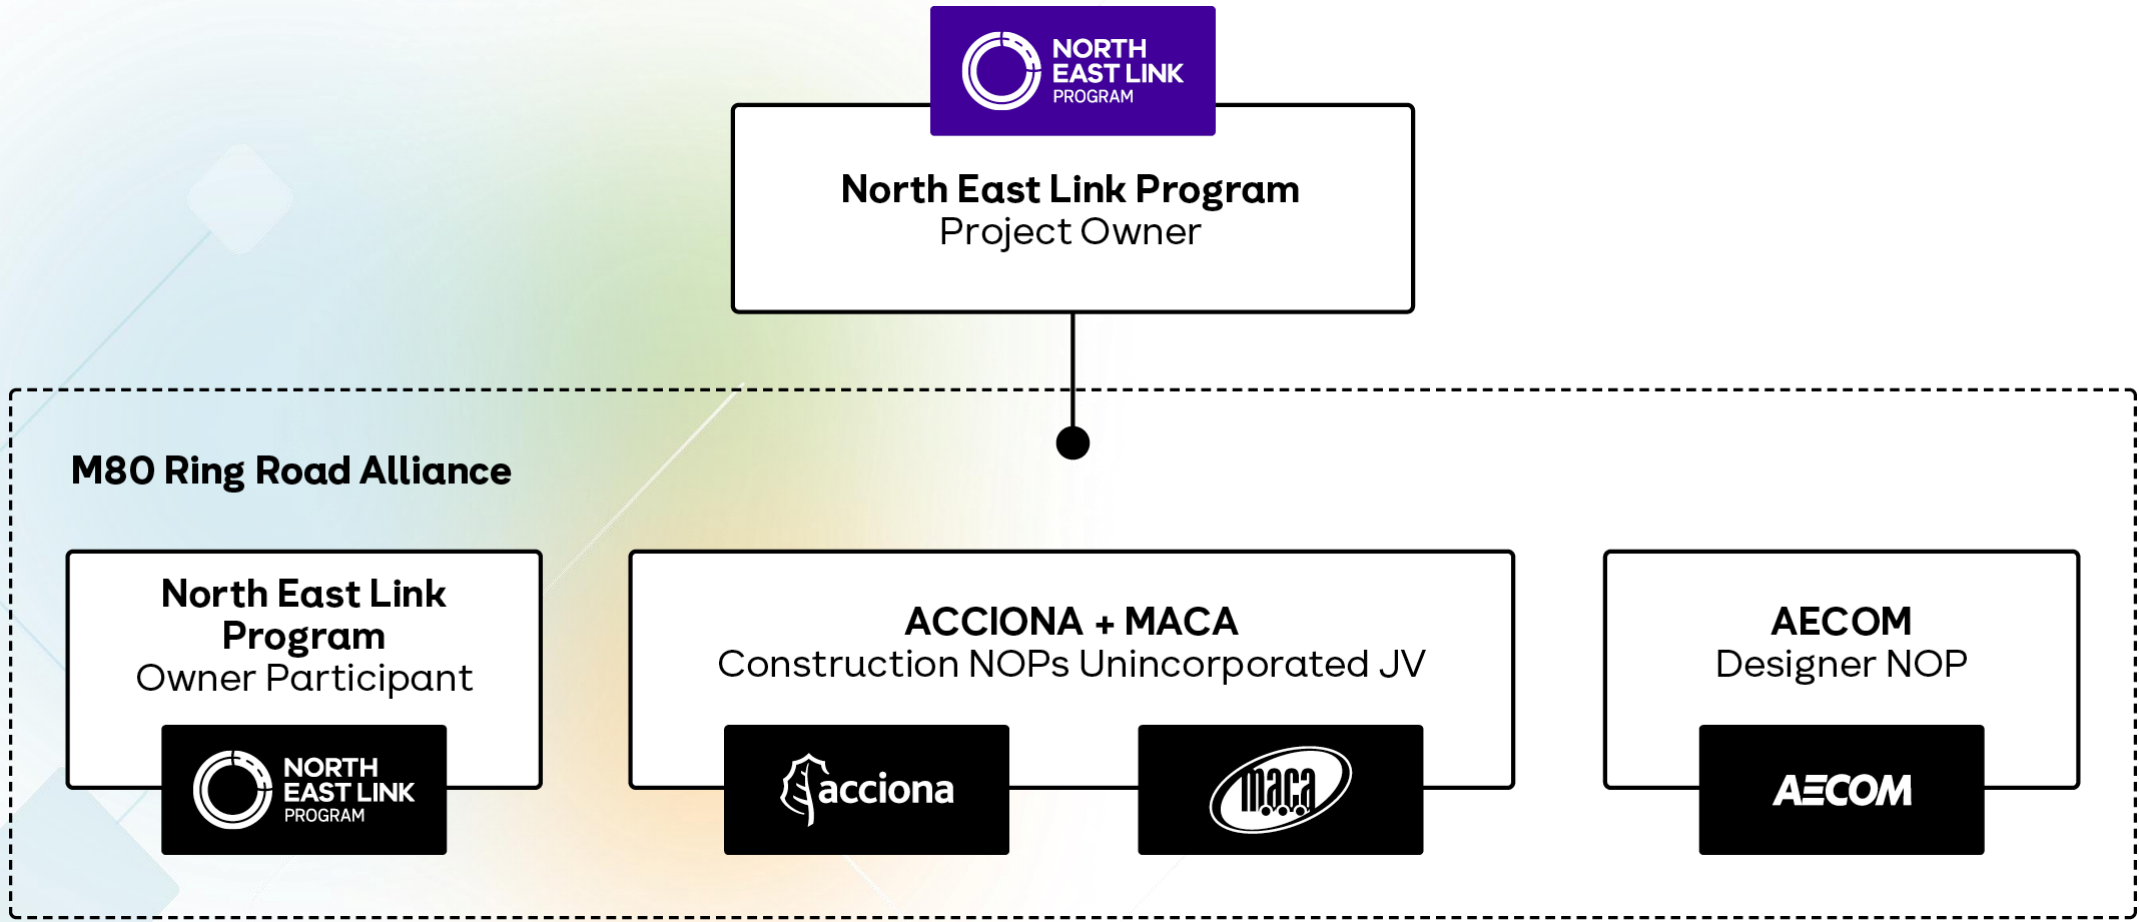 NORTH
EAST LINK
PROGRAM
North East Link Program
Project Owner
M80 Ring Road Alliance
North East Link
Program
Owner Participant
NORTH
EAST LINK
PROGRAM
ACCIONA + MACA
Construction NOPs Unincorporated JV
acciona
maca
AECOM
Designer NOP
AECOM